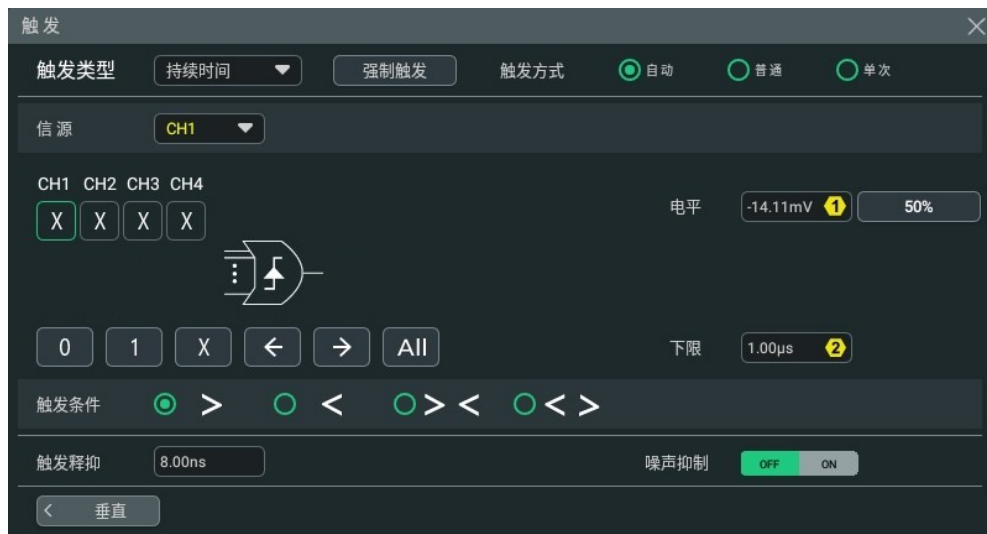 触发
触发类型 持续时间 强制触发 触发方式 自动 普通 单次
信源 CH1
CH1 CH2 CH3 CH4
X X X X
电平 -14.11mV 1 50%
0 1 X ← → All
下限 1.00μs 2
触发条件 > < > < < >
触发释抑 8.00ns 噪声抑制 OFF ON
< 垂直